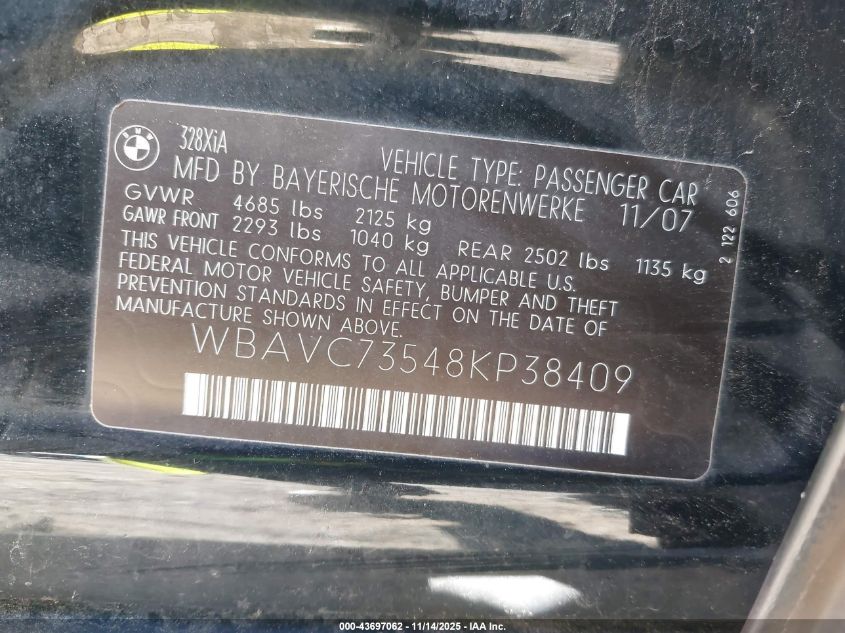 BMW
328XiA
VEHICLE TYPE: PASSENGER CAR
MFD BY BAYERISCHE MOTORENWERKE 11/07
GVWR 4685 lbs 2125 kg
GAWR FRONT 2293 lbs 1040 kg REAR 2502 lbs 1135 kg
THIS VEHICLE CONFORMS TO ALL APPLICABLE U.S.
FEDERAL MOTOR VEHICLE SAFETY, BUMPER AND THEFT
PREVENTION STANDARDS IN EFFECT ON THE DATE OF
MANUFACTURE SHOWN ABOVE.
WBAVC73548KP38409
2 122 606
000-43697062 - 11/14/2025 - IAA Inc.